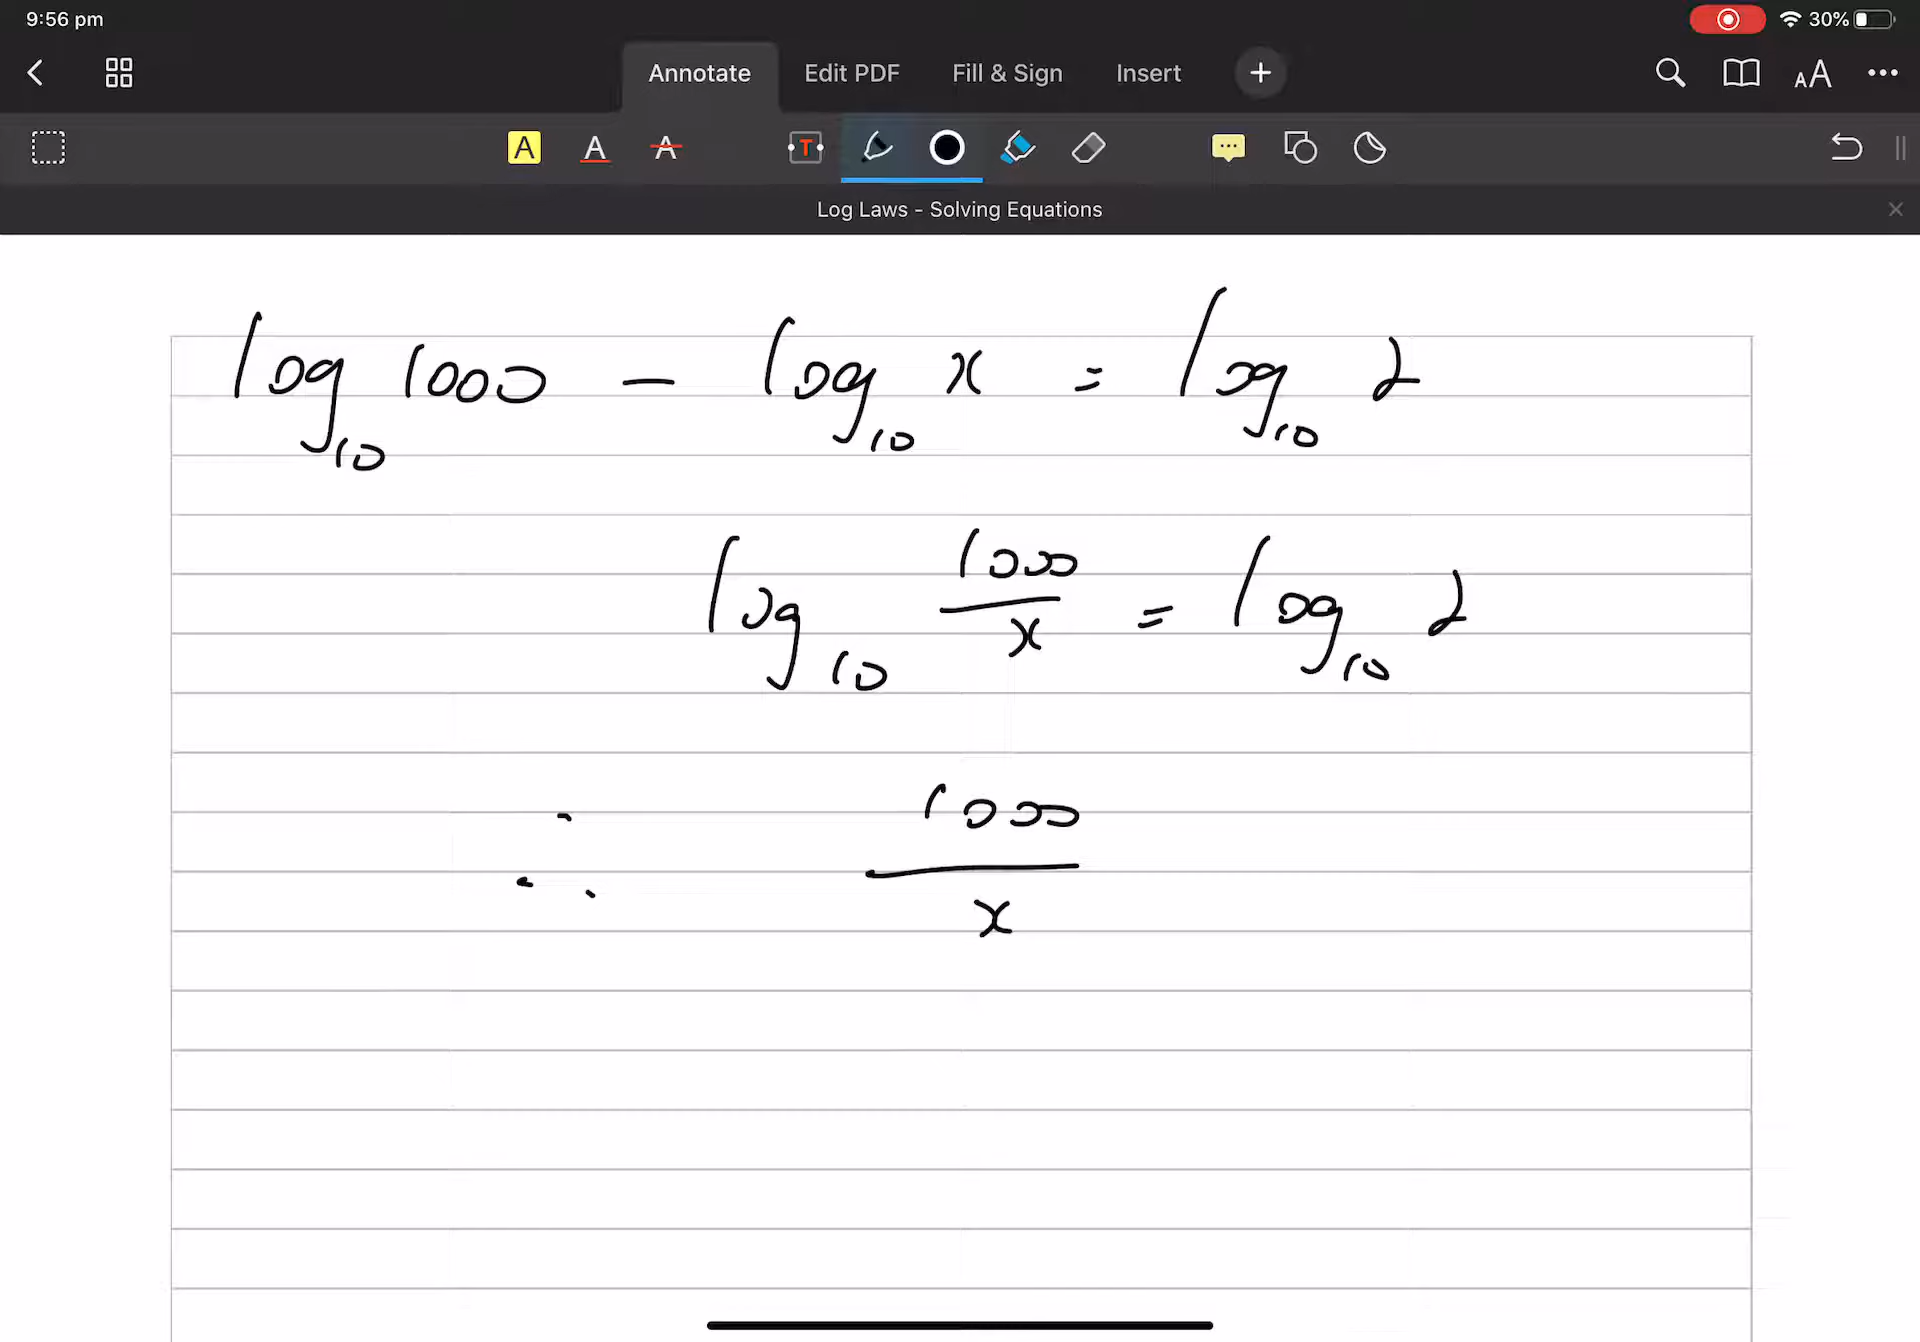 9:56 pm 30%
Annotate Edit PDF Fill & Sign Insert + AA
A A A T
Log Laws - Solving Equations
log₁₀ 1000 − log₁₀ x = log₁₀ 2
log₁₀ 1000/x = log₁₀ 2
∴ 1000/x